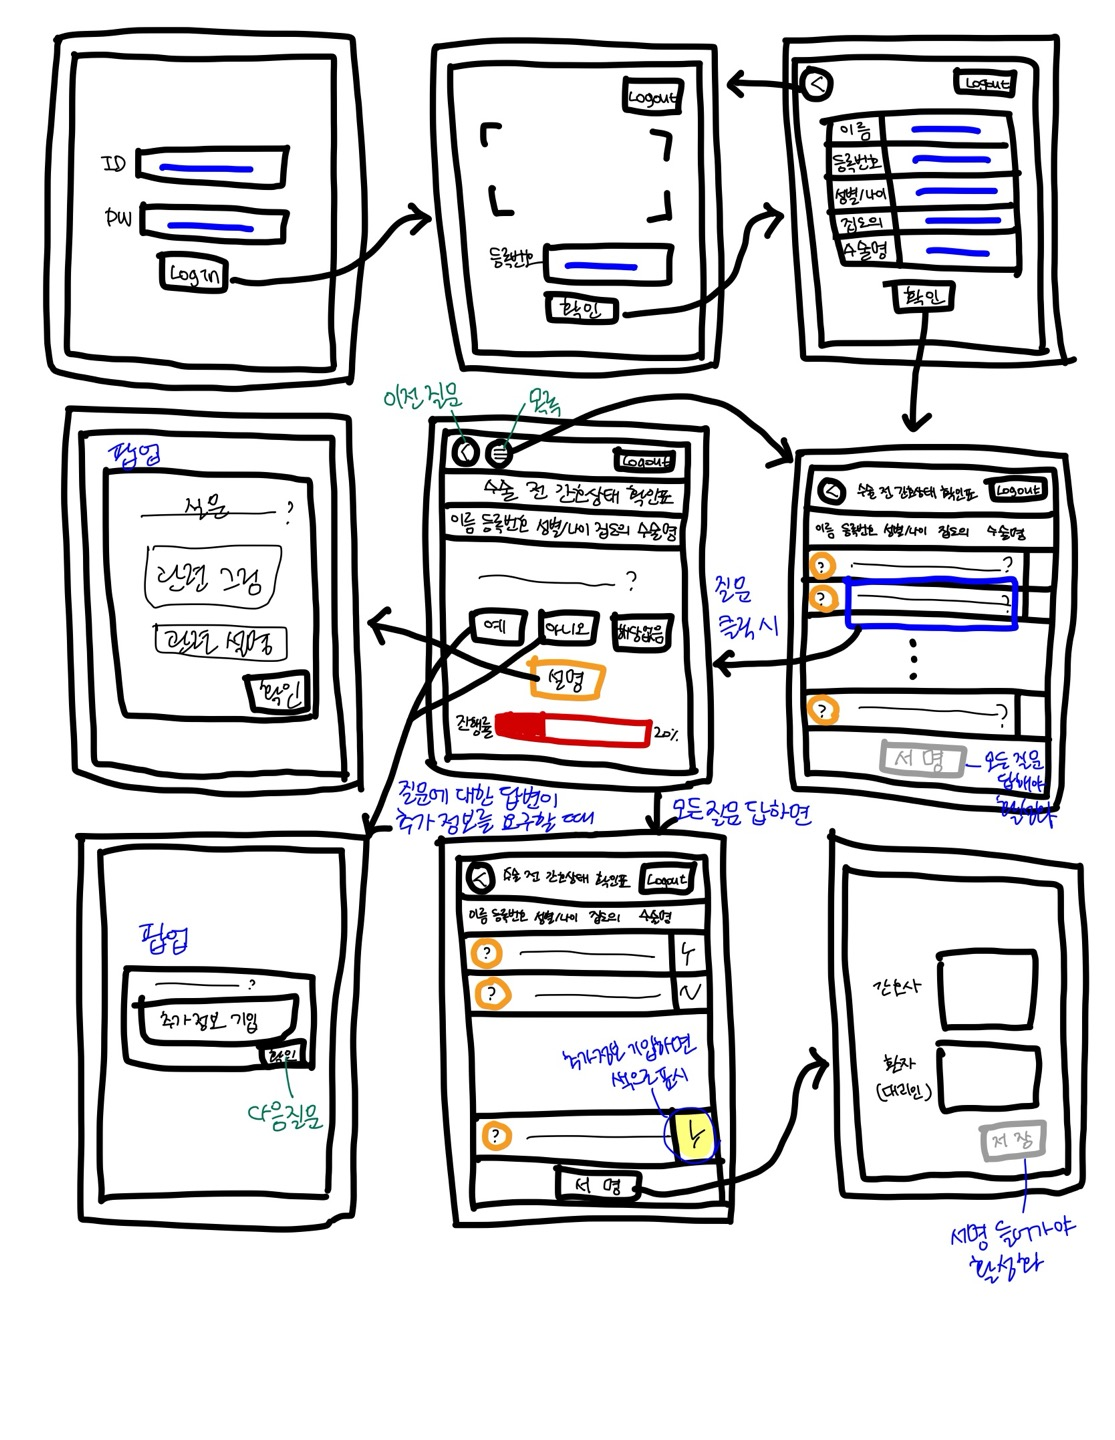 ID
PW
Login
Logout
등록번호
확인
<
Logout
이름
등록번호
성별/나이
집도의
수술명
확인
팝업
질문 ?
관련 그림
관련 설명
확인
이전 질문
목록
<
Logout
수술 전 간호상태 확인표
이름 등록번호 성별/나이 집도의 수술명
?
예 아니오 해당없음
설명
진행률 20%
질문
클릭 시
<
수술 전 간호상태 확인표 Logout
이름 등록번호 성별/나이 집도의 수술명
? ?
? ?
? ?
서명
모든 질문
답해야
활성화
질문에 대한 답변이
추가 정보를 요구할 때
모든 질문 답하면
팝업
?
추가 정보 기입
확인
다음 질문
<
수술 전 간호상태 확인표 Logout
이름 등록번호 성별/나이 집도의 수술명
? Y
? N
추가정보 기입하면
색으로 표시
? Y
서 명
간호사
환자
(대리인)
저장
서명 들어가야
활성화